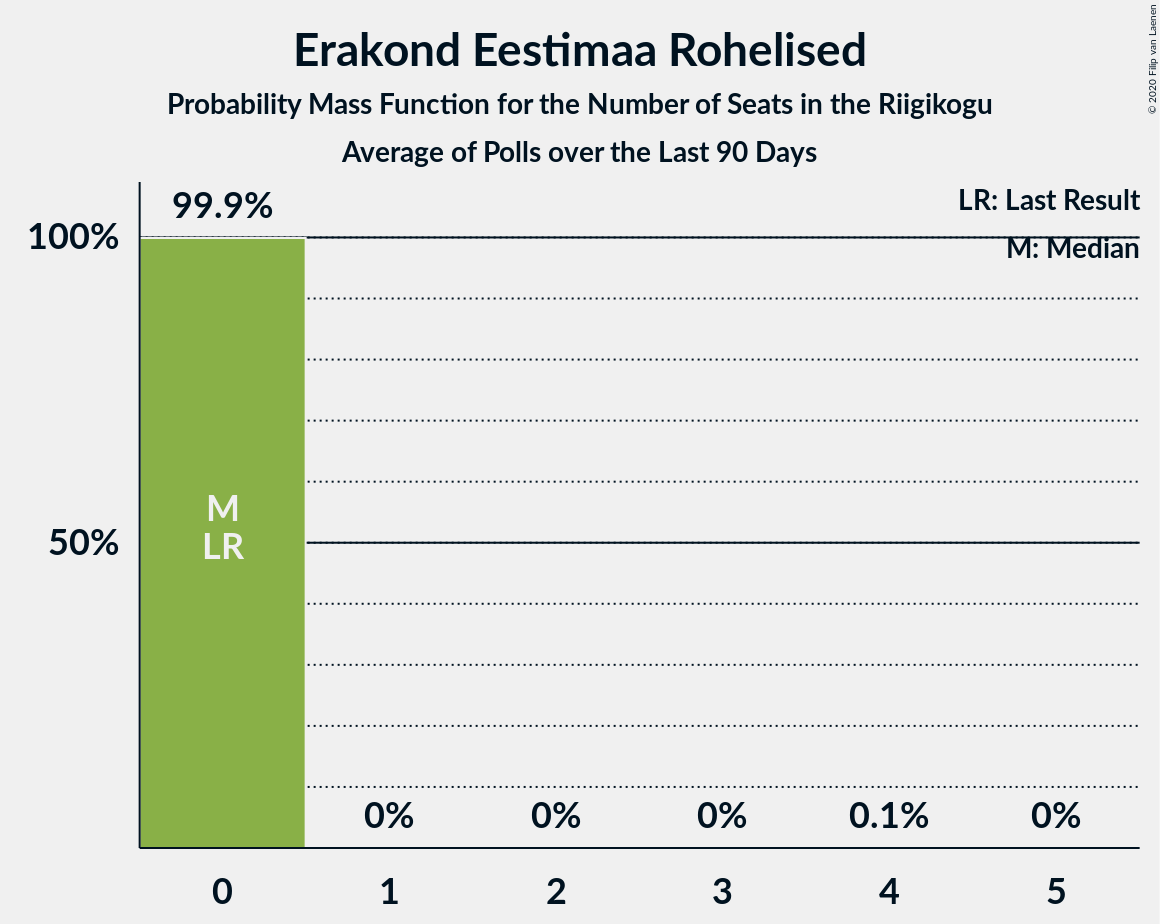 Erakond Eestimaa Rohelised
Probability Mass Function for the Number of Seats in the Riigikogu
Average of Polls over the Last 90 Days
© 2020 Filip van Laenen
LR: Last Result
M: Median
99.9%
100%
50%
M
LR
0%
0%
0%
0.1%
0%
0 1 2 3 4 5